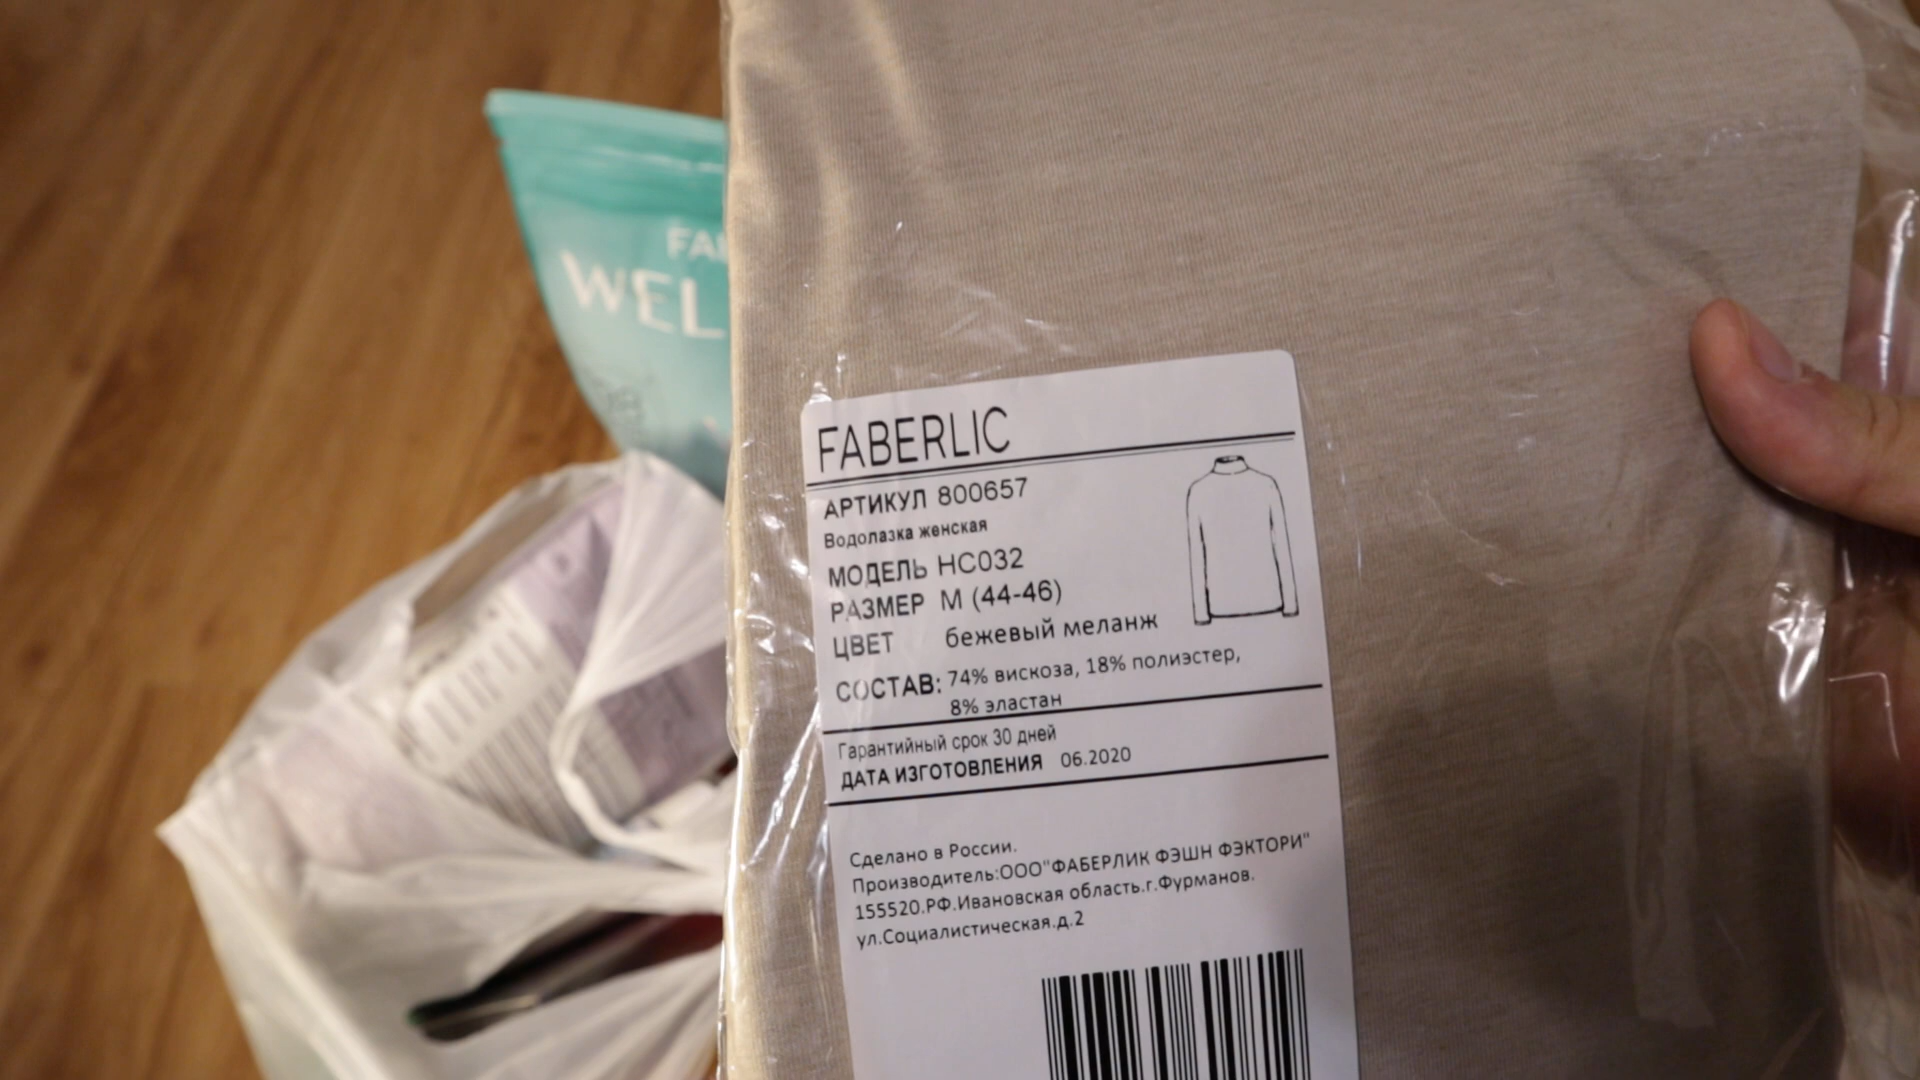 FABERLIC
АРТИКУЛ 800657
Водолазка женская
МОДЕЛЬ НС032
РАЗМЕР М (44-46)
ЦВЕТ бежевый меланж
СОСТАВ: 74% вискоза, 18% полиэстер,
8% эластан
Гарантийный срок 30 дней
ДАТА ИЗГОТОВЛЕНИЯ 06.2020
Сделано в России.
Производитель:ООО"ФАБЕРЛИК ФЭШН ФЭКТОРИ"
155520.РФ.Ивановская область.г.Фурманов.
ул.Социалистическая.д.2